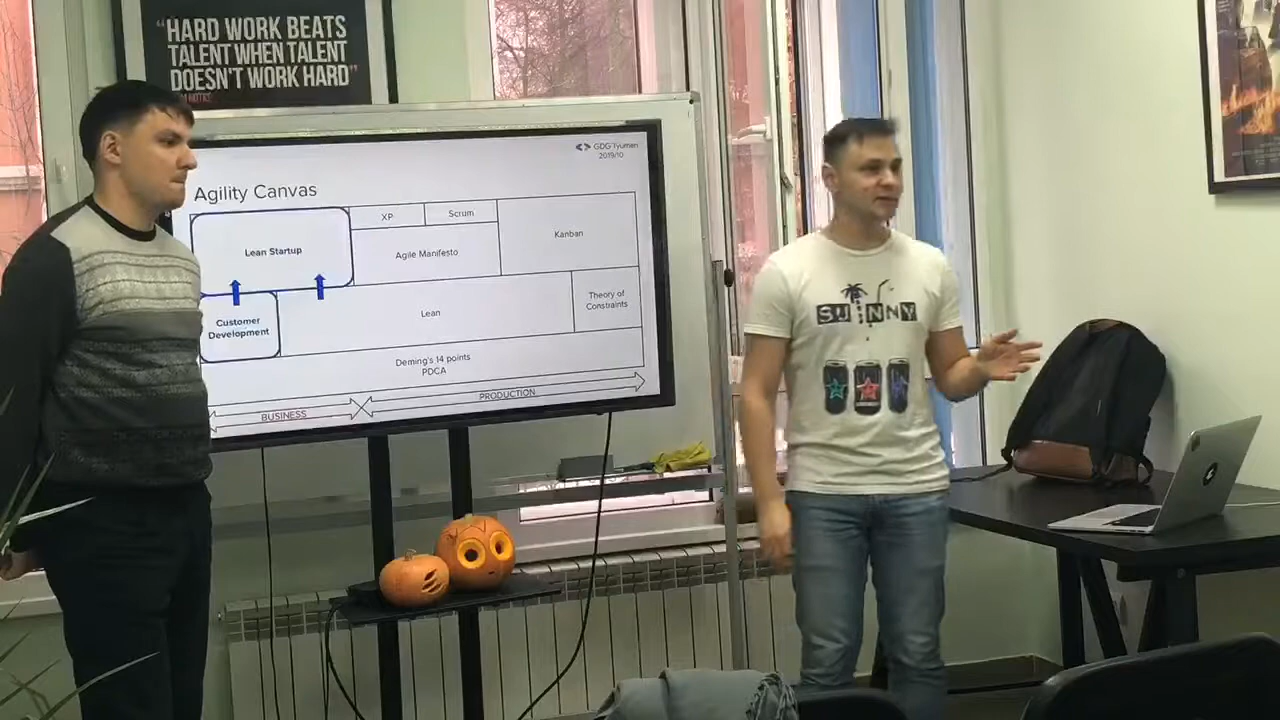 “HARD WORK BEATS
TALENT WHEN TALENT
DOESN'T WORK HARD”
GDG Tyumen
2019/10
Agility Canvas
XP
Scrum
Kanban
Lean Startup
Agile Manifesto
Customer
Development
Lean
Theory of
Constraints
Deming's 14 points
PDCA
BUSINESS
PRODUCTION
SUNNY